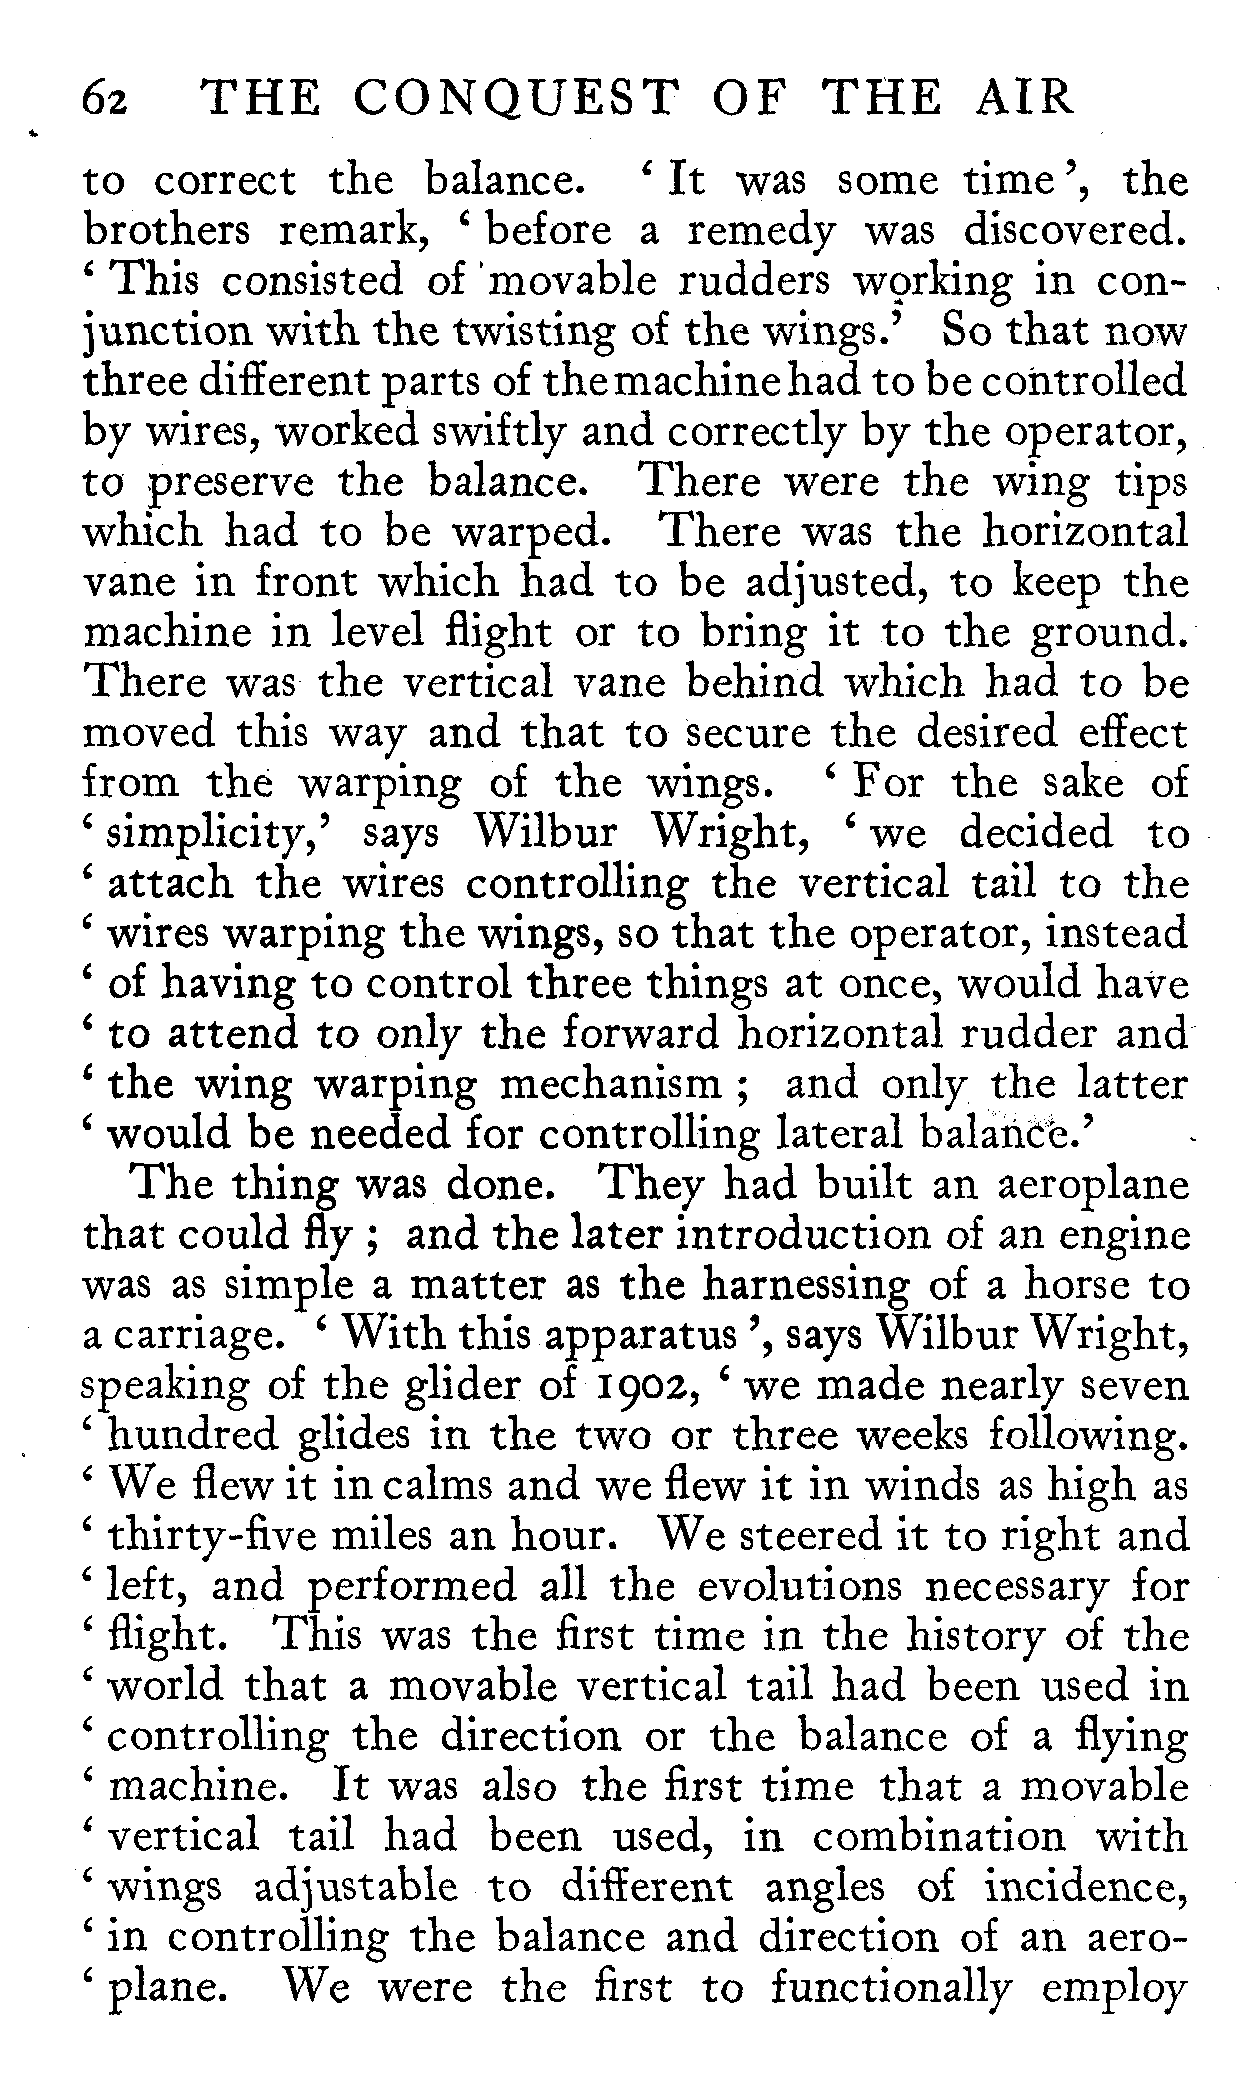 62 THE CONQUEST OF THE AIR
to correct the balance. ‘ It was some time ’, the
brothers remark, ‘ before a remedy was discovered.
‘ This consisted of movable rudders working in con-
junction with the twisting of the wings.’ So that now
three different parts of the machine had to be controlled
by wires, worked swiftly and correctly by the operator,
to preserve the balance. There were the wing tips
which had to be warped. There was the horizontal
vane in front which had to be adjusted, to keep the
machine in level flight or to bring it to the ground.
There was the vertical vane behind which had to be
moved this way and that to secure the desired effect
from the warping of the wings. ‘ For the sake of
‘ simplicity,’ says Wilbur Wright, ‘ we decided to
‘ attach the wires controlling the vertical tail to the
‘ wires warping the wings, so that the operator, instead
‘ of having to control three things at once, would have
‘ to attend to only the forward horizontal rudder and
‘ the wing warping mechanism ; and only the latter
‘ would be needed for controlling lateral balance.’
The thing was done. They had built an aeroplane
that could fly ; and the later introduction of an engine
was as simple a matter as the harnessing of a horse to
a carriage. ‘ With this apparatus ’, says Wilbur Wright,
speaking of the glider of 1902, ‘ we made nearly seven
‘ hundred glides in the two or three weeks following.
‘ We flew it in calms and we flew it in winds as high as
‘ thirty-five miles an hour. We steered it to right and
‘ left, and performed all the evolutions necessary for
‘ flight. This was the first time in the history of the
‘ world that a movable vertical tail had been used in
‘ controlling the direction or the balance of a flying
‘ machine. It was also the first time that a movable
‘ vertical tail had been used, in combination with
‘ wings adjustable to different angles of incidence,
‘ in controlling the balance and direction of an aero-
‘ plane. We were the first to functionally employ